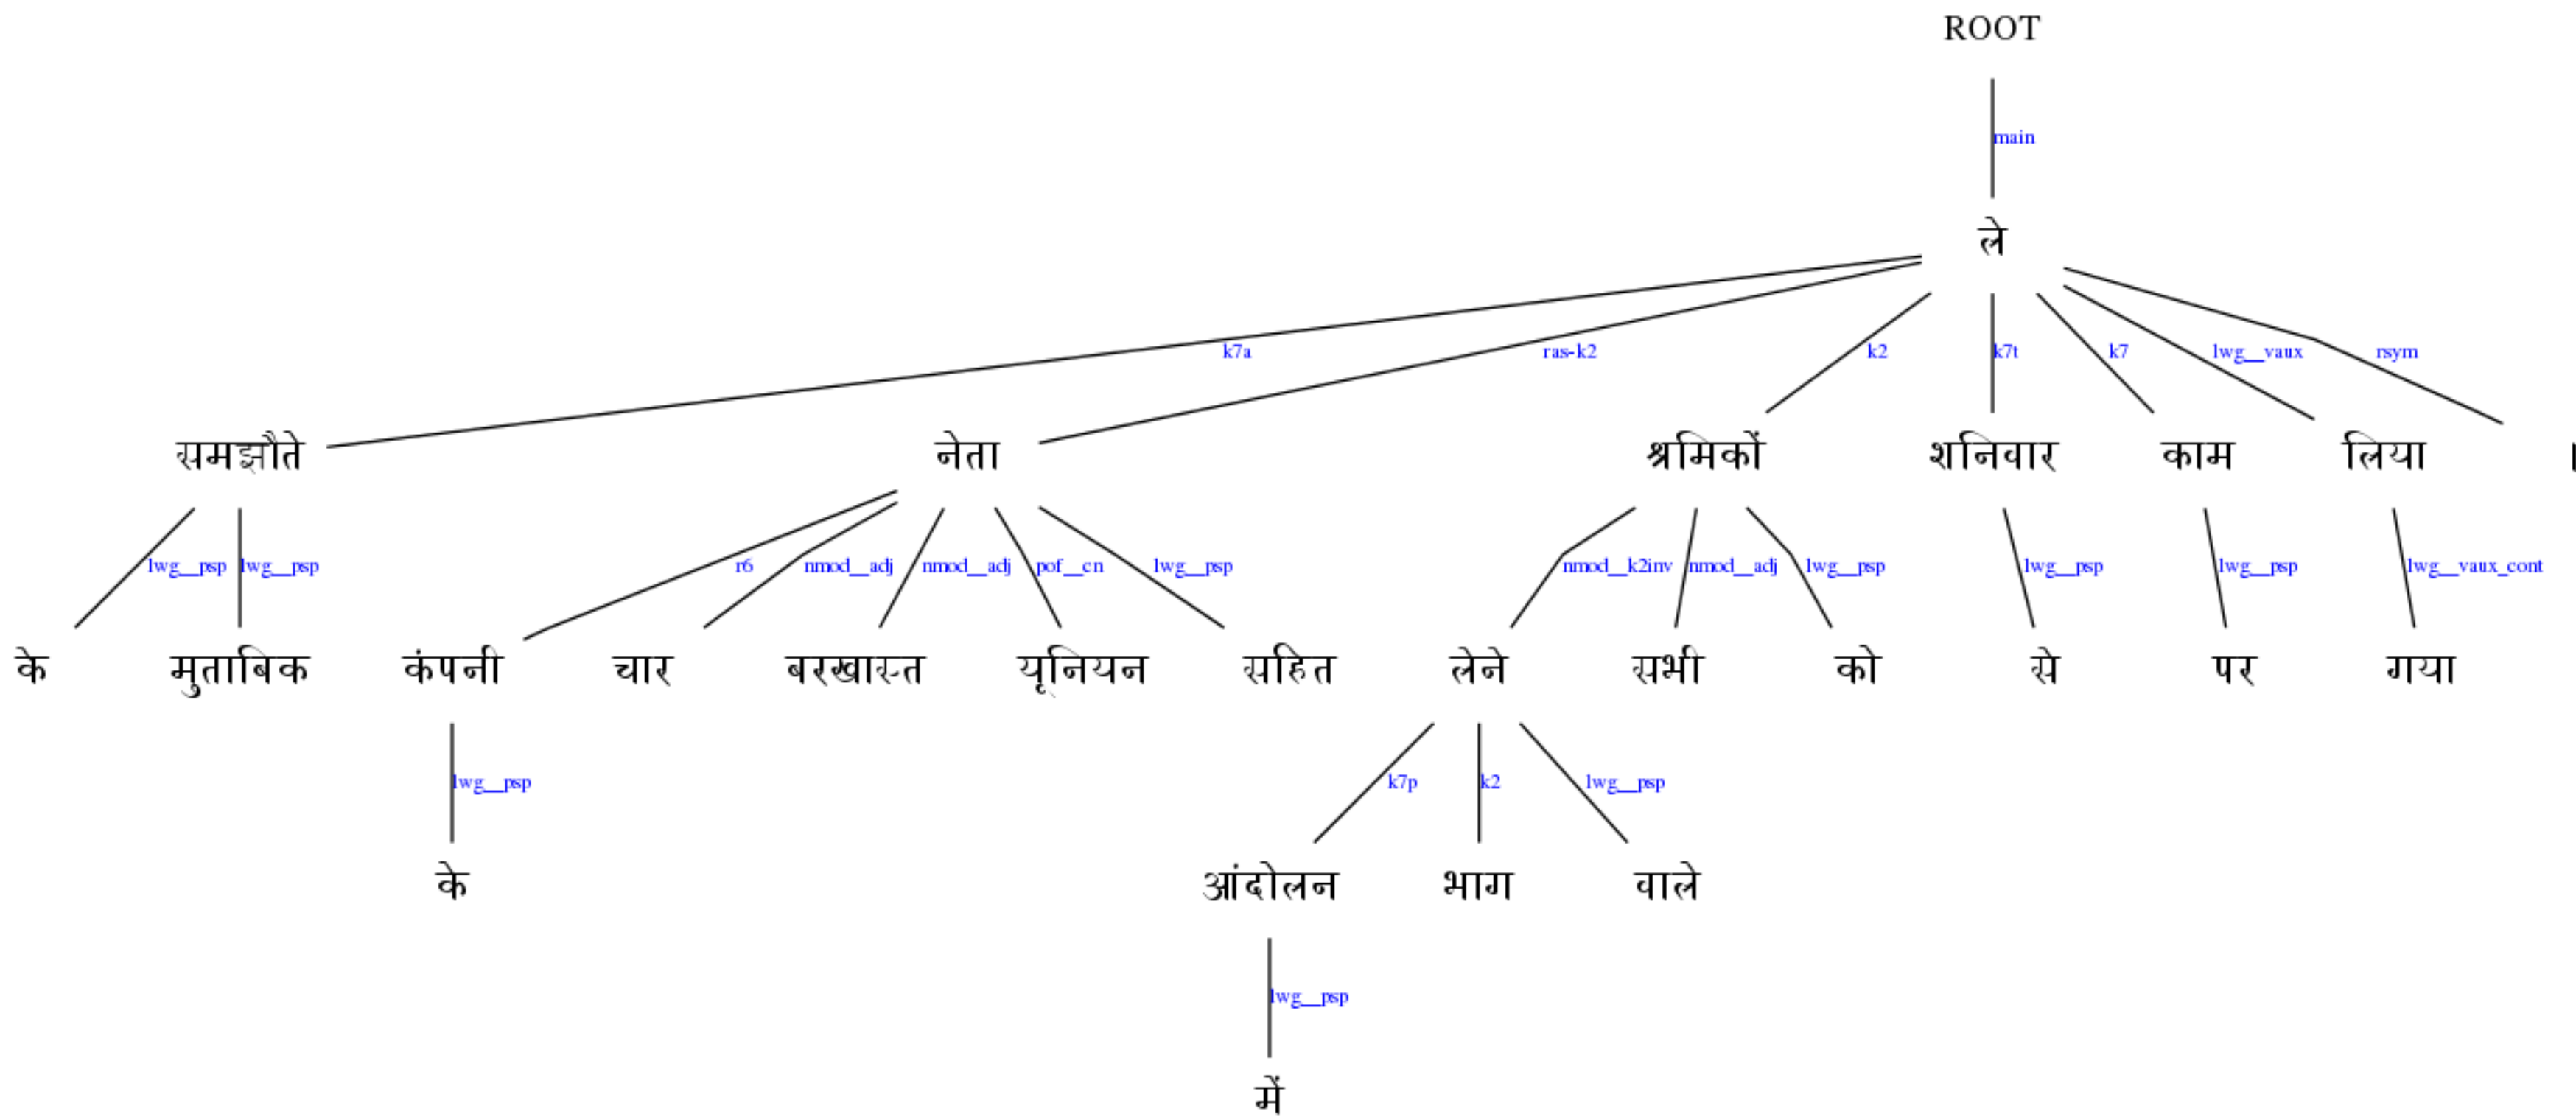 ROOT
main
ले
k7a ras-k2 k2 k7t k7 lwg__vaux rsym
समझौते नेता श्रमिकों शनिवार काम लिया ।
lwg__psp lwg__psp r6 nmod__adj nmod__adj pof__cn lwg__psp nmod__k2inv nmod__adj lwg__psp lwg__psp lwg__psp lwg__vaux_cont
के मुताबिक कंपनी चार बरखास्त यूनियन सहित लेने सभी को से पर गया
lwg__psp k7p k2 lwg__psp
के आंदोलन भाग वाले
lwg__psp
में